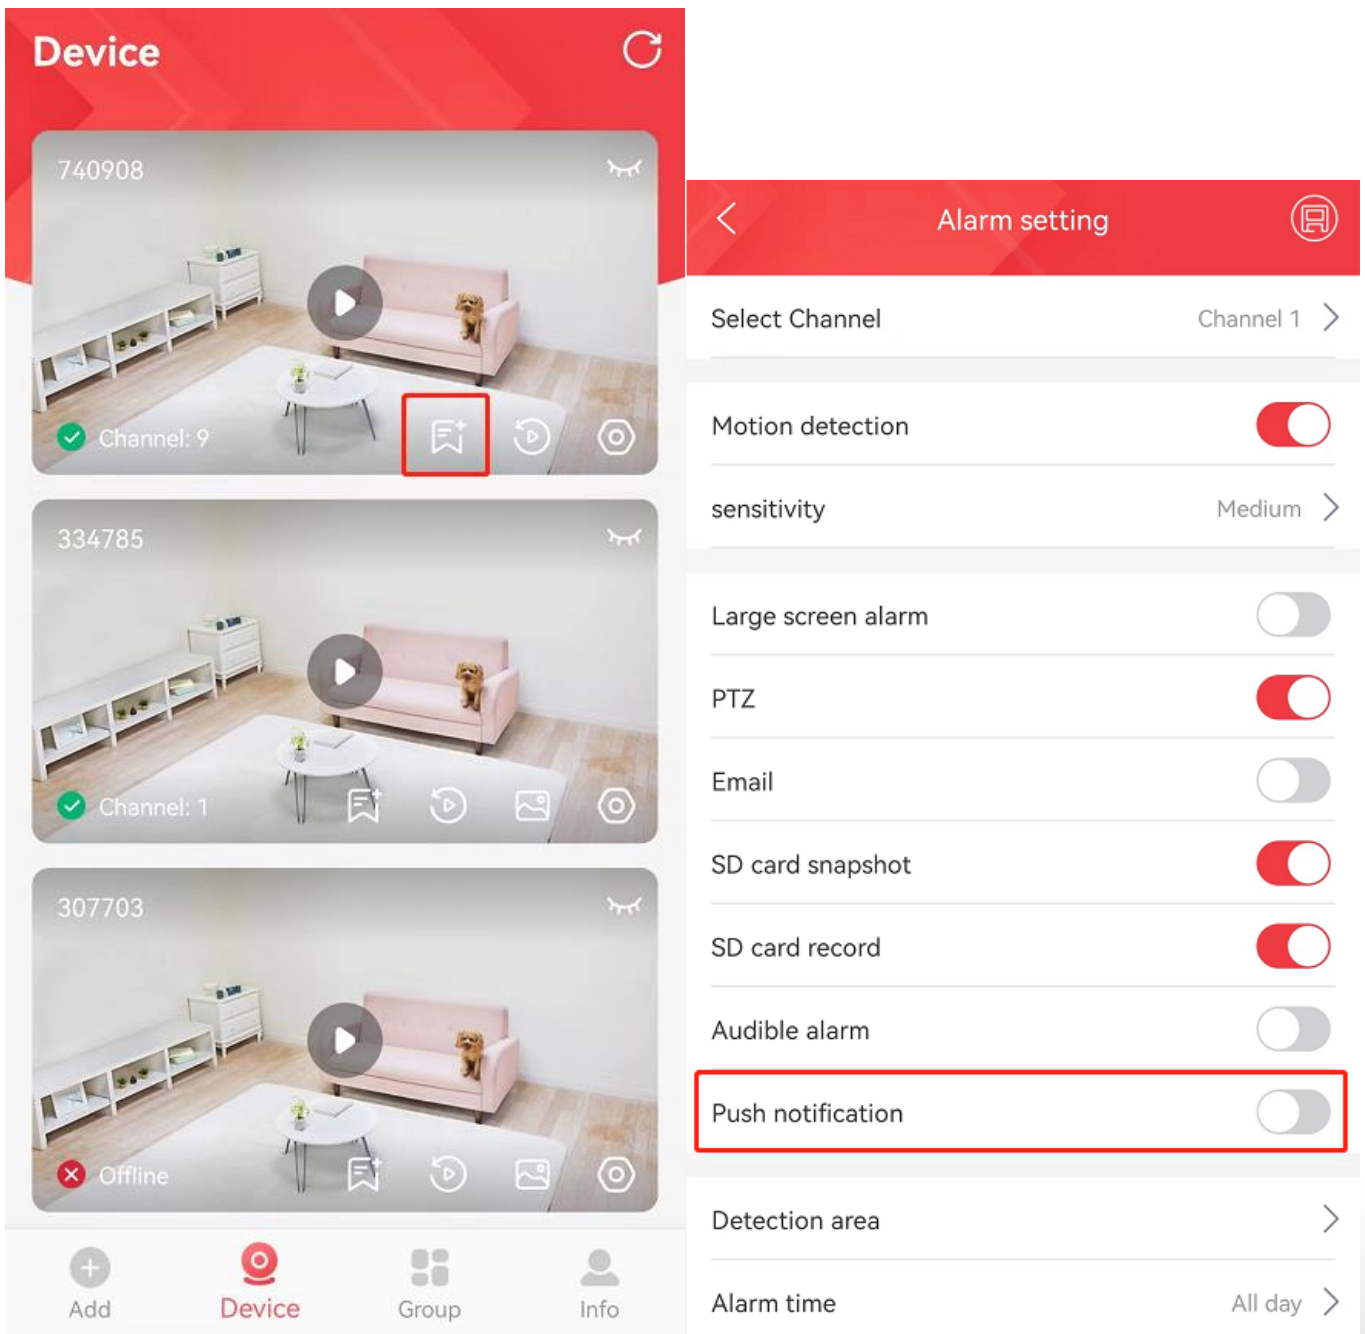 Device
740908
Channel: 9
334785
Channel: 1
307703
Offline
Add
Device
Group
Info
Alarm setting
Select Channel
Channel 1
Motion detection
sensitivity
Medium
Large screen alarm
PTZ
Email
SD card snapshot
SD card record
Audible alarm
Push notification
Detection area
Alarm time
All day